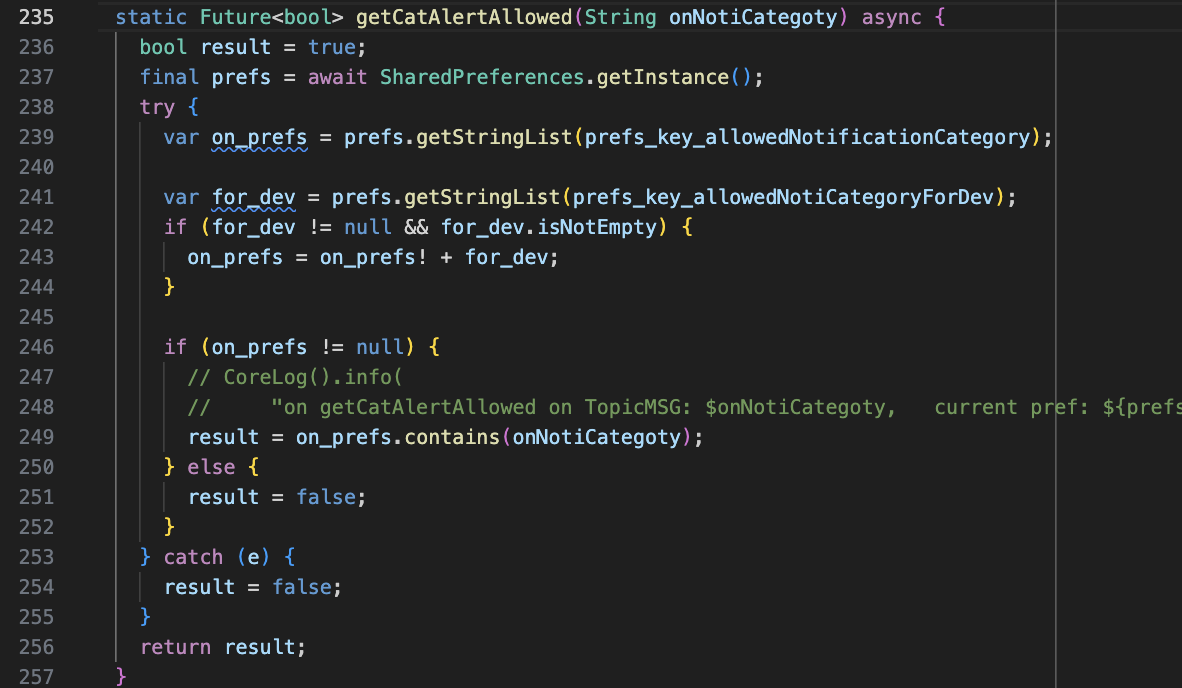 235 static Future<bool> getCatAlertAllowed(String onNotiCategoty) async {
236 bool result = true;
237 final prefs = await SharedPreferences.getInstance();
238 try {
239 var on_prefs = prefs.getStringList(prefs_key_allowedNotificationCategory);
240
241 var for_dev = prefs.getStringList(prefs_key_allowedNotiCategoryForDev);
242 if (for_dev != null && for_dev.isNotEmpty) {
243 on_prefs = on_prefs! + for_dev;
244 }
245
246 if (on_prefs != null) {
247 // CoreLog().info(
248 //     "on getCatAlertAllowed on TopicMSG: $onNotiCategoty,   current pref: ${prefs
249 result = on_prefs.contains(onNotiCategoty);
250 } else {
251 result = false;
252 }
253 } catch (e) {
254 result = false;
255 }
256 return result;
257 }